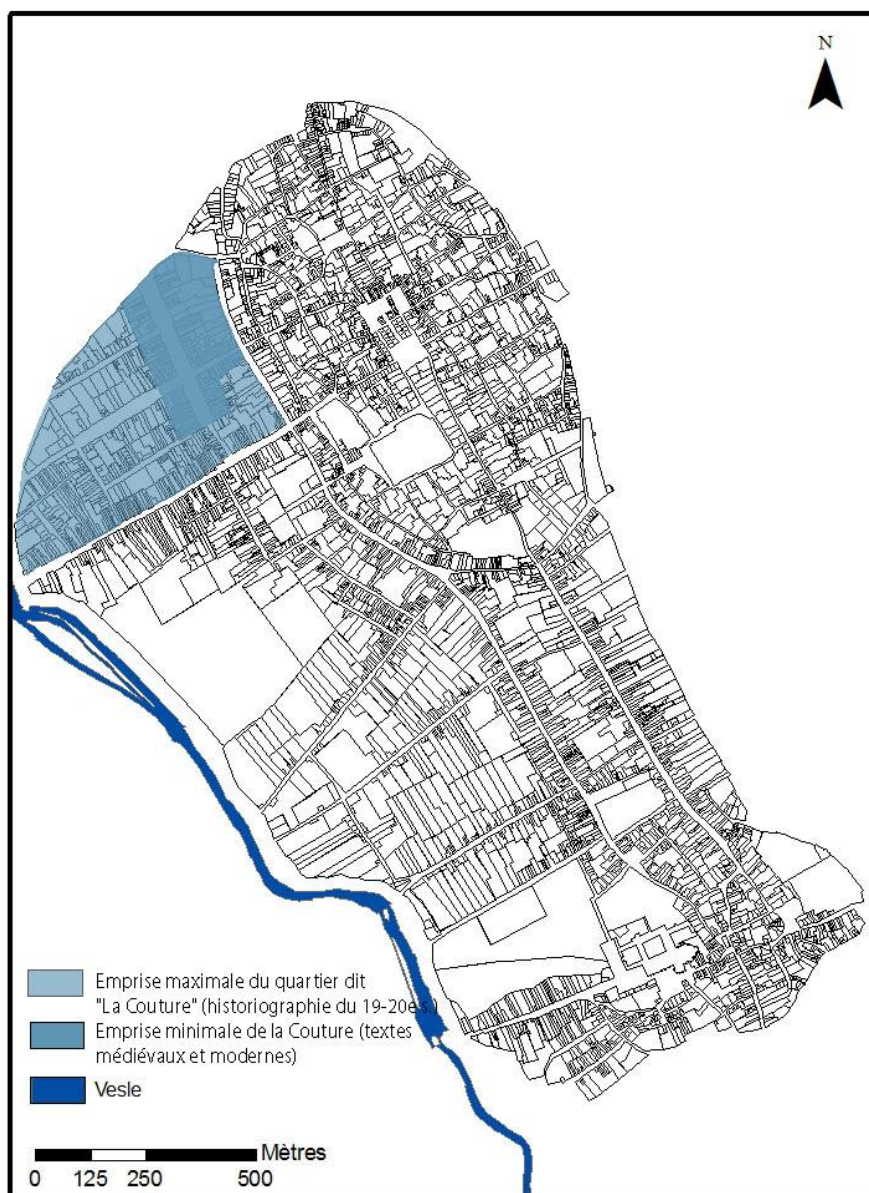 N
Emprise maximale du quartier dit
"La Couture" (historiographie du 19-20e s.)
Emprise minimale de la Couture (textes
médiévaux et modernes)
Vesle
Mètres
0 125 250 500